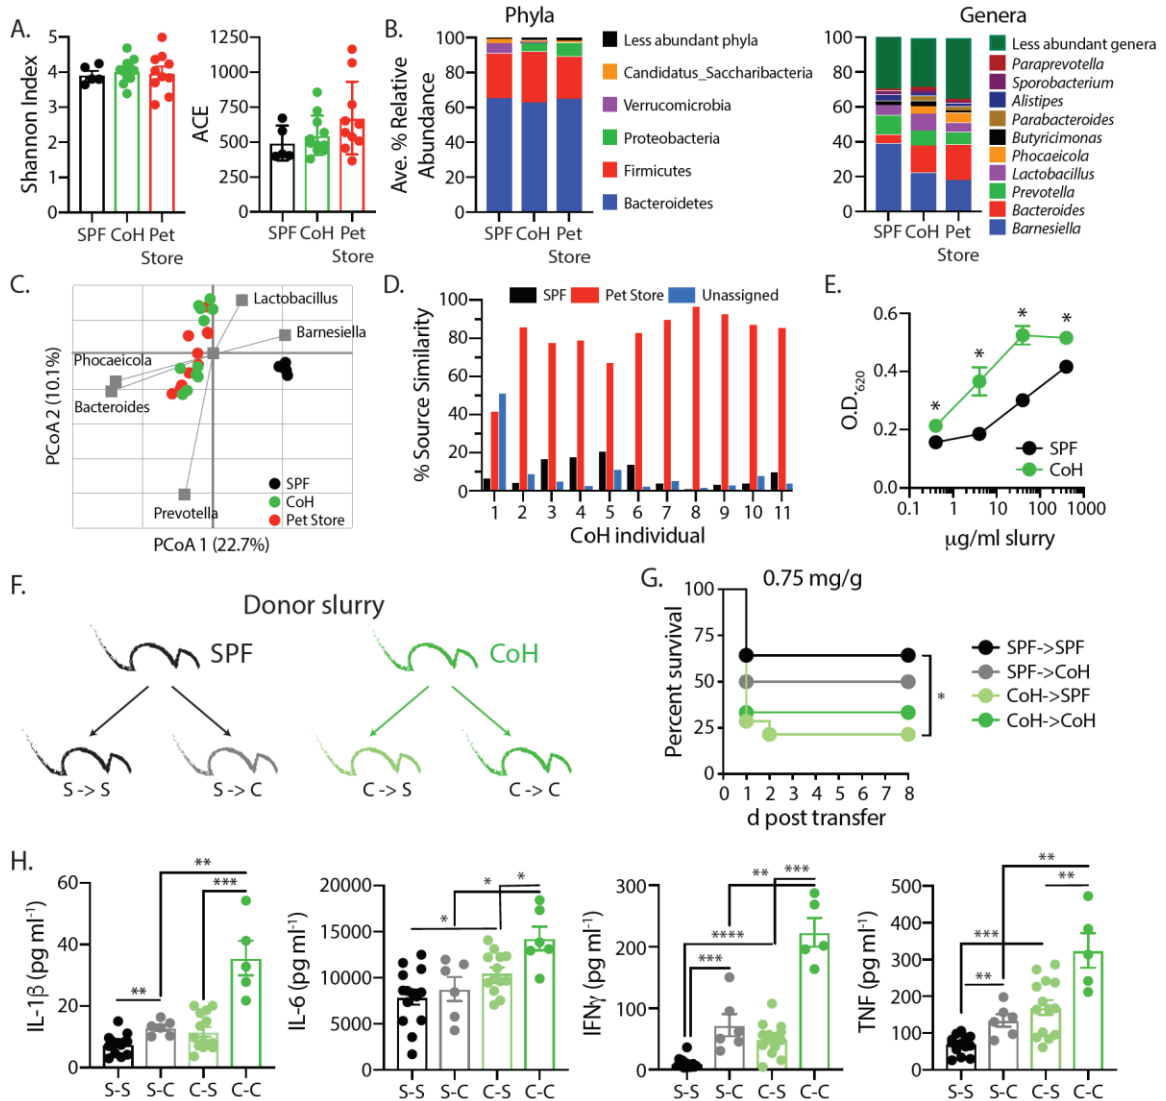 A.
Shannon Index
5
4
3
2
1
0
SPF CoH Pet
Store
ACE
1250
1000
750
500
250
0
SPF CoH Pet
Store
B.
Phyla
Ave. % Relative
Abundance
100
80
60
40
20
0
SPF CoH Pet
Store
Less abundant phyla
Candidatus_Saccharibacteria
Verrucomicrobia
Proteobacteria
Firmicutes
Bacteroidetes
Genera
100
80
60
40
20
0
SPF CoH Pet
Store
Less abundant genera
Paraprevotella
Sporobacterium
Alistipes
Parabacteroides
Butyricimonas
Phocaeicola
Lactobacillus
Prevotella
Bacteroides
Barnesiella
C.
PCoA 2 (10.1%)
Lactobacillus
Barnesiella
Phocaeicola
Bacteroides
Prevotella
SPF
CoH
Pet Store
PCoA 1 (22.7%)
D.
SPF Pet Store Unassigned
% Source Similarity
100
80
60
40
20
0
1 2 3 4 5 6 7 8 9 10 11
CoH individual
E.
O.D.620
0.6
0.4
0.2
0.0
* * * *
SPF
CoH
0.1 1 10 100 1000
μg/ml slurry
F.
Donor slurry
SPF
CoH
S -> S
S -> C
C -> S
C -> C
G.
0.75 mg/g
Percent survival
100
75
50
25
0
*
0 1 2 3 4 5 6 7 8
d post transfer
SPF->SPF
SPF->CoH
CoH->SPF
CoH->CoH
H.
IL-1β (pg ml-1)
60
40
20
0
**
***
**
S-S S-C C-S C-C
IL-6 (pg ml-1)
20000
15000
10000
5000
0
* *
*
S-S S-C C-S C-C
IFNγ (pg ml-1)
300
200
100
0
** ***
****
***
S-S S-C C-S C-C
TNF (pg ml-1)
500
400
300
200
100
0
**
**
***
**
S-S S-C C-S C-C